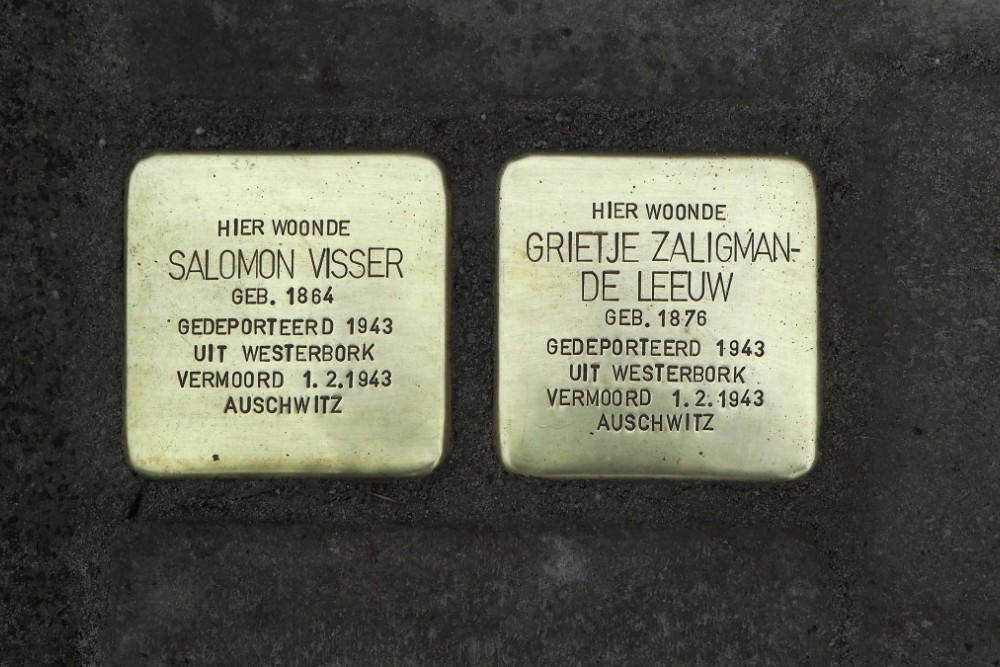 HIER WOONDE
SALOMON VISSER
GEB. 1864
GEDEPORTEERD 1943
UIT WESTERBORK
VERMOORD 1.2.1943
AUSCHWITZ
HIER WOONDE
GRIETJE ZALIGMAN-
DE LEEUW
GEB. 1876
GEDEPORTEERD 1943
UIT WESTERBORK
VERMOORD 1.2.1943
AUSCHWITZ